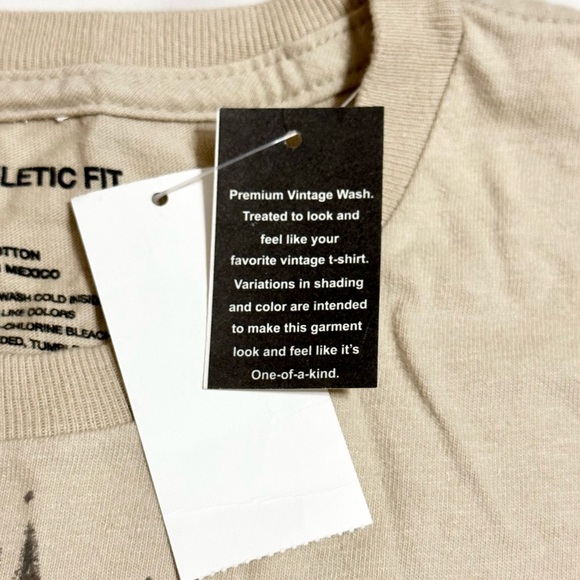 LETIC FIT
TTON
MEXICO
WASH COLD INSI
LIKE COLORS
-CHLORINE BLEAC
DED, TUMBL
Premium Vintage Wash.
Treated to look and
feel like your
favorite vintage t-shirt.
Variations in shading
and color are intended
to make this garment
look and feel like it's
One-of-a-kind.